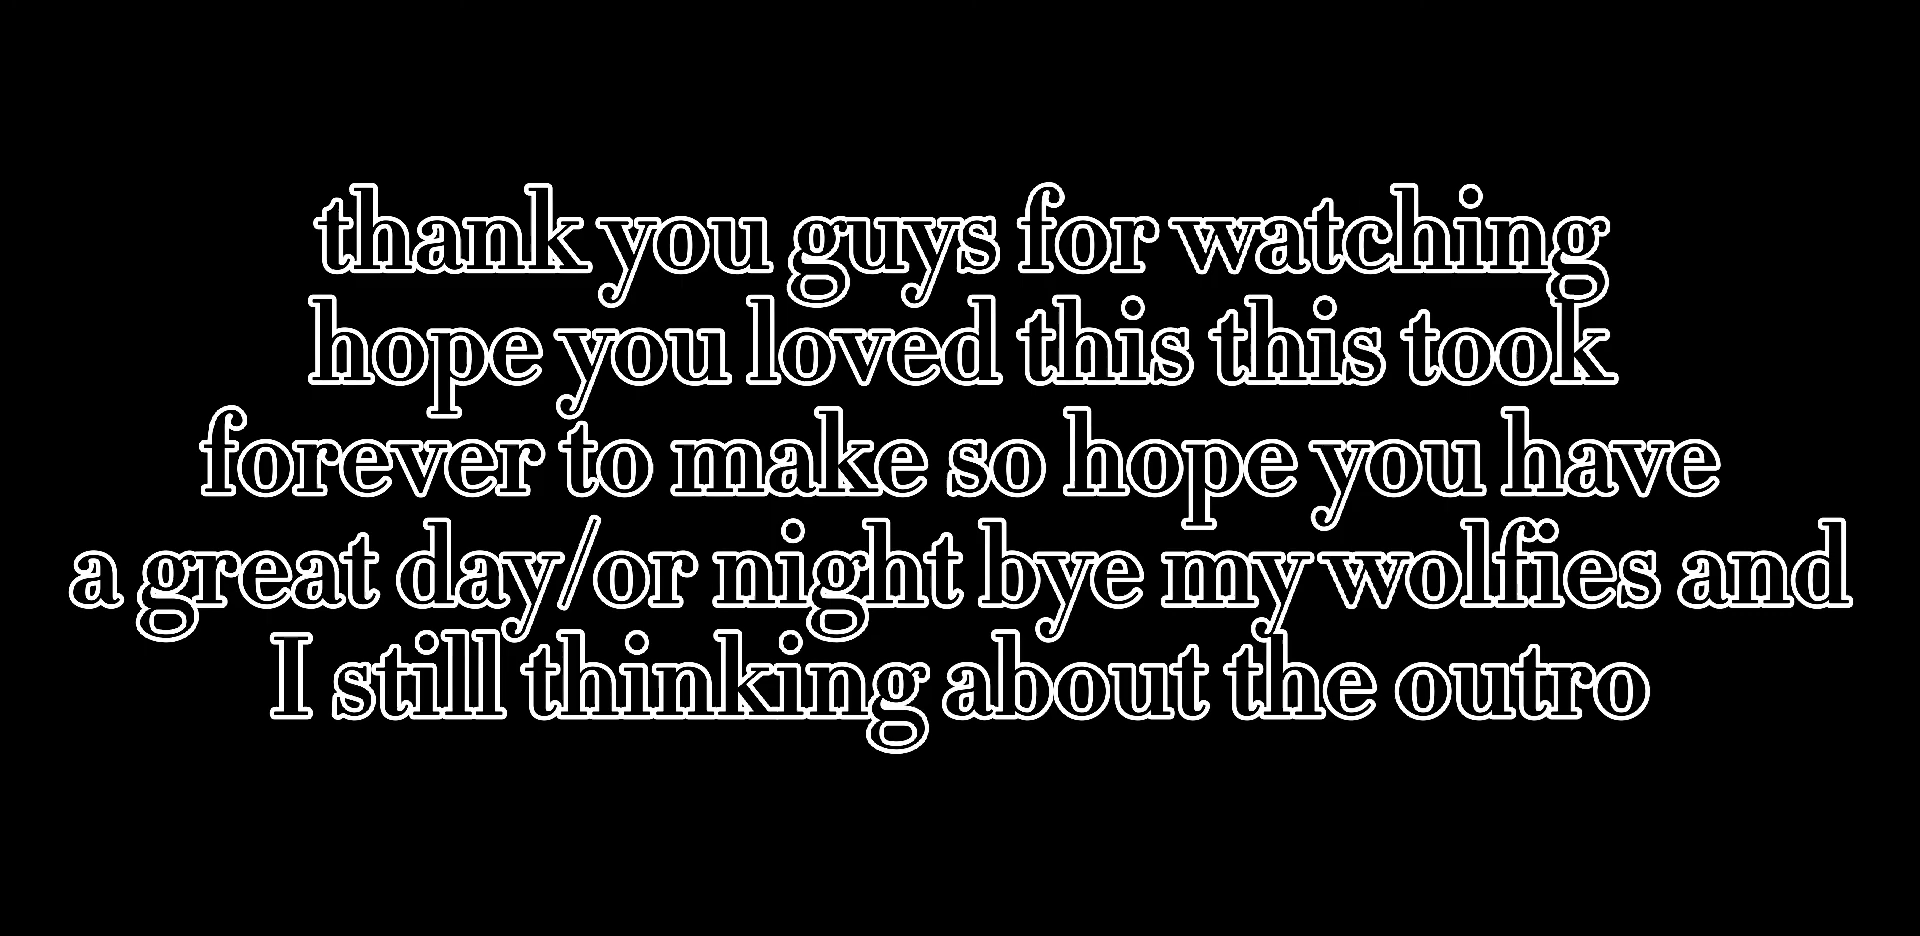 thank you guys for watching
hope you loved this this took
forever to make so hope you have
a great day/or night bye my wolfies and
I still thinking about the outro